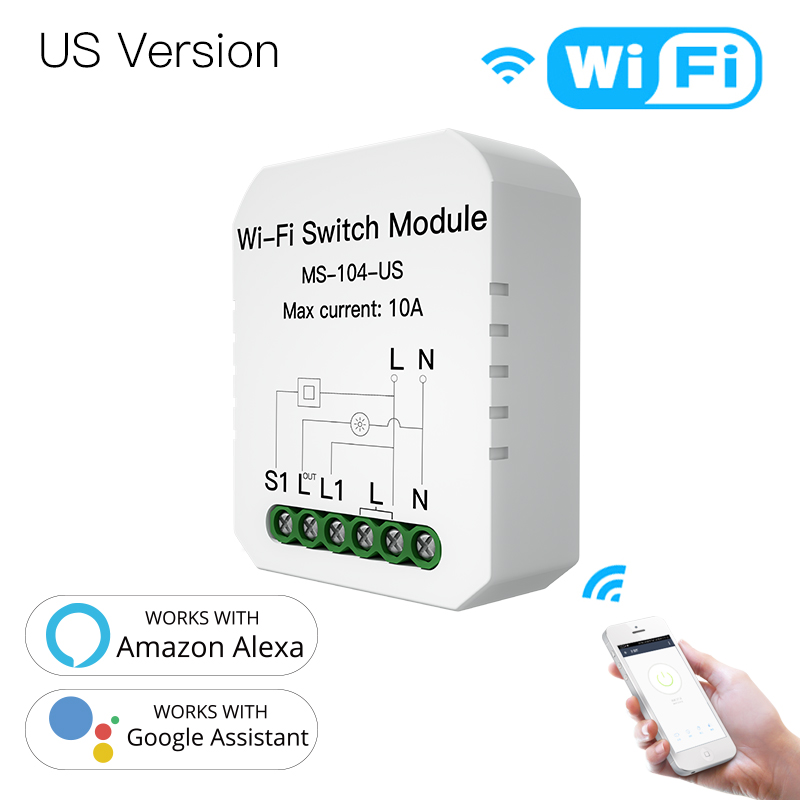 US Version
WiFi
Wi-Fi Switch Module
MS-104-US
Max current: 10A
L N
S1 L OUT L1 L N
WORKS WITH
Amazon Alexa
WORKS WITH
Google Assistant